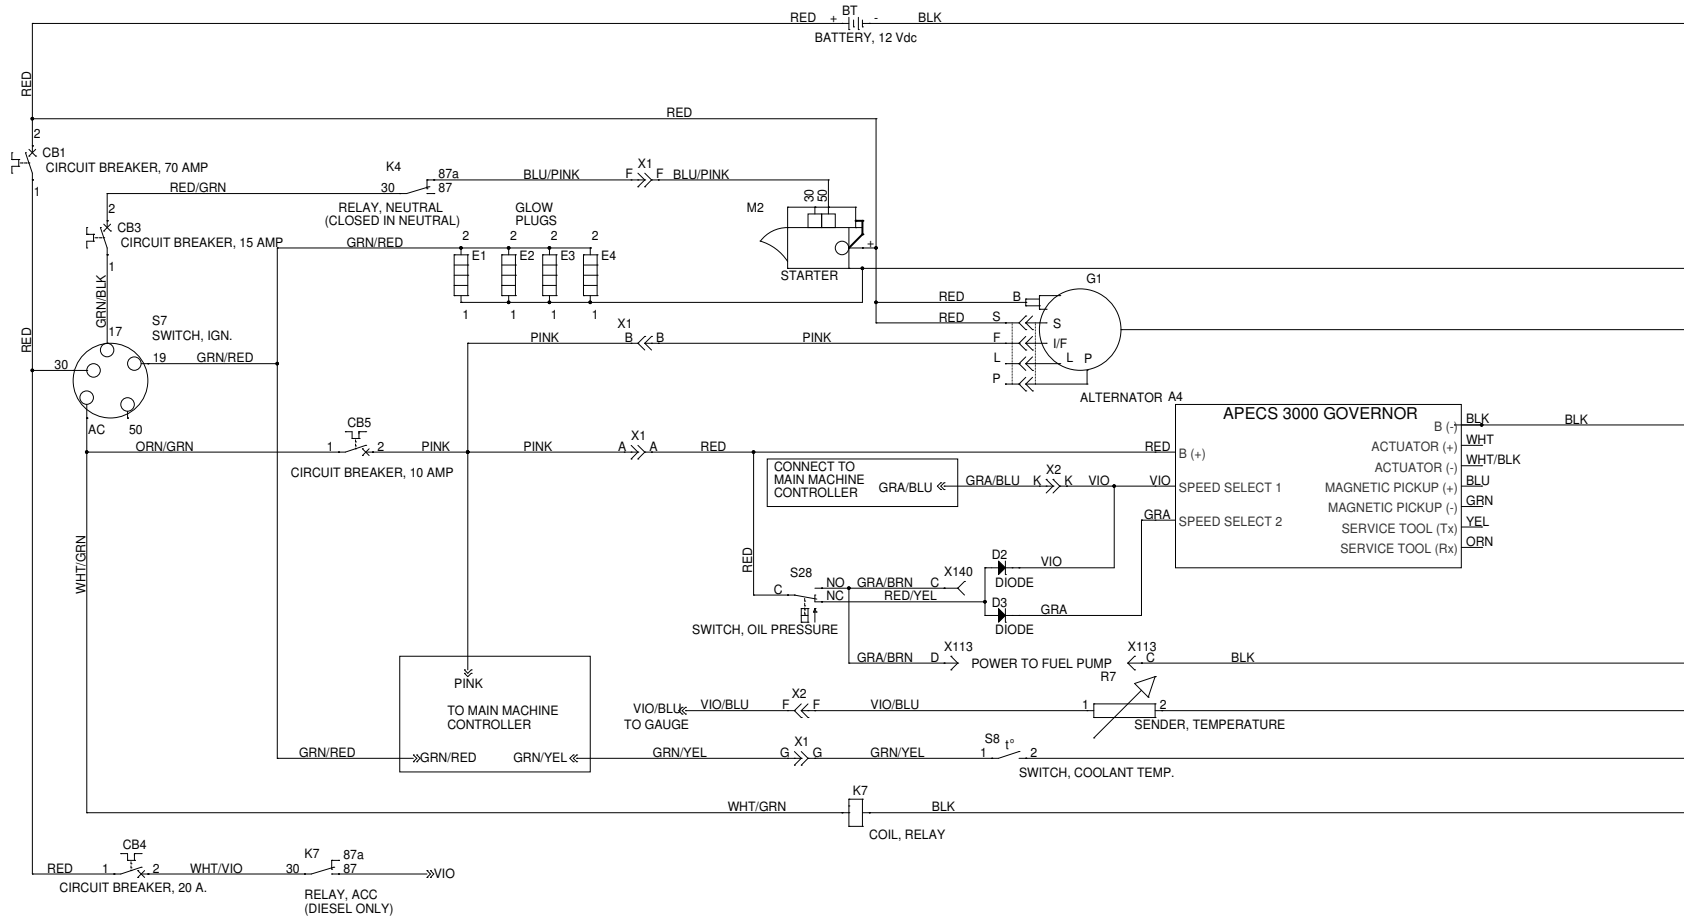 RED + BT - BLK
BATTERY, 12 Vdc
RED
RED
2
CB1
CIRCUIT BREAKER, 70 AMP
1
RED/GRN
K4
30
87a
87
RELAY, NEUTRAL
(CLOSED IN NEUTRAL)
BLU/PINK
X1
F F
BLU/PINK
30
50
M2
+
STARTER
2
CB3
CIRCUIT BREAKER, 15 AMP
1
GRN/BLK
GLOW
PLUGS
GRN/RED
2 2 2 2
E1 E2 E3 E4
1 1 1 1
G1
RED B
RED S S
PINK
X1
B B
PINK
F I/F
L L P
P
ALTERNATOR
RED
S7
SWITCH, IGN.
17
30
19
GRN/RED
AC 50
ORN/GRN
CB5
1 2
CIRCUIT BREAKER, 10 AMP
PINK
PINK
X1
A A
RED
A4
APECS 3000 GOVERNOR
RED B (+)
VIO SPEED SELECT 1
GRA SPEED SELECT 2
B (-) BLK BLK
ACTUATOR (+) WHT
ACTUATOR (-) WHT/BLK
MAGNETIC PICKUP (+) BLU
MAGNETIC PICKUP (-) GRN
SERVICE TOOL (Tx) YEL
SERVICE TOOL (Rx) ORN
CONNECT TO
MAIN MACHINE
CONTROLLER
GRA/BLU
GRA/BLU
X2
K K
VIO
WHT/GRN
RED
S28
C
NO GRA/BRN C X140
NC RED/YEL
SWITCH, OIL PRESSURE
D2
VIO
DIODE
D3
GRA
DIODE
GRA/BRN D X113
POWER TO FUEL PUMP
X113
C
BLK
PINK
TO MAIN MACHINE
CONTROLLER
GRN/RED
GRN/RED
GRN/YEL
VIO/BLU
TO GAUGE
VIO/BLU
X2
F F
VIO/BLU
R7
1 2
SENDER, TEMPERATURE
GRN/YEL
X1
G G
GRN/YEL
S8 t°
1 2
SWITCH, COOLANT TEMP.
WHT/GRN
K7
BLK
COIL, RELAY
RED
CB4
1 2
CIRCUIT BREAKER, 20 A.
WHT/VIO
K7
30
87a
87
VIO
RELAY, ACC
(DIESEL ONLY)